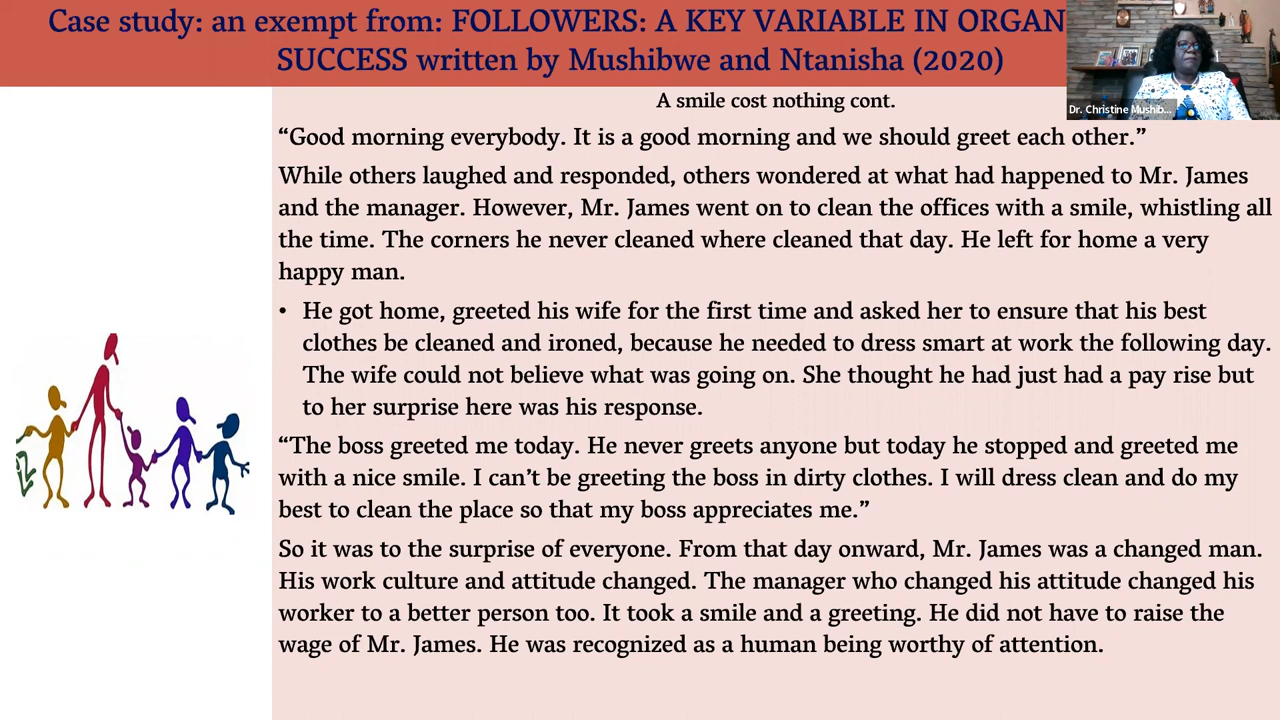 Case study: an exempt from: FOLLOWERS: A KEY VARIABLE IN ORGAN
SUCCESS written by Mushibwe and Ntanisha (2020)
Dr. Christine Mushib...
A smile cost nothing cont.
“Good morning everybody. It is a good morning and we should greet each other.”
While others laughed and responded, others wondered at what had happened to Mr. James
and the manager. However, Mr. James went on to clean the offices with a smile, whistling all
the time. The corners he never cleaned where cleaned that day. He left for home a very
happy man.
• He got home, greeted his wife for the first time and asked her to ensure that his best
clothes be cleaned and ironed, because he needed to dress smart at work the following day.
The wife could not believe what was going on. She thought he had just had a pay rise but
to her surprise here was his response.
“The boss greeted me today. He never greets anyone but today he stopped and greeted me
with a nice smile. I can’t be greeting the boss in dirty clothes. I will dress clean and do my
best to clean the place so that my boss appreciates me.”
So it was to the surprise of everyone. From that day onward, Mr. James was a changed man.
His work culture and attitude changed. The manager who changed his attitude changed his
worker to a better person too. It took a smile and a greeting. He did not have to raise the
wage of Mr. James. He was recognized as a human being worthy of attention.